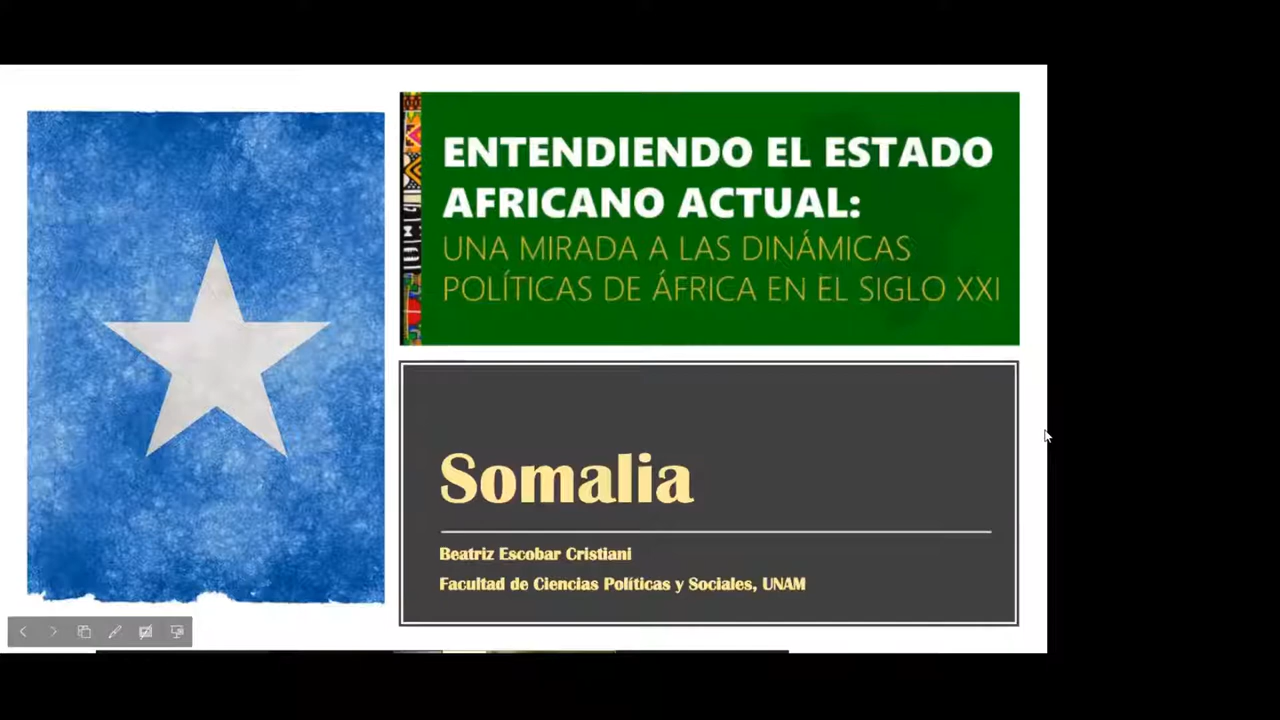 ENTENDIENDO EL ESTADO
AFRICANO ACTUAL:
UNA MIRADA A LAS DINÁMICAS
POLÍTICAS DE ÁFRICA EN EL SIGLO XXI
Somalia
Beatriz Escobar Cristiani
Facultad de Ciencias Políticas y Sociales, UNAM